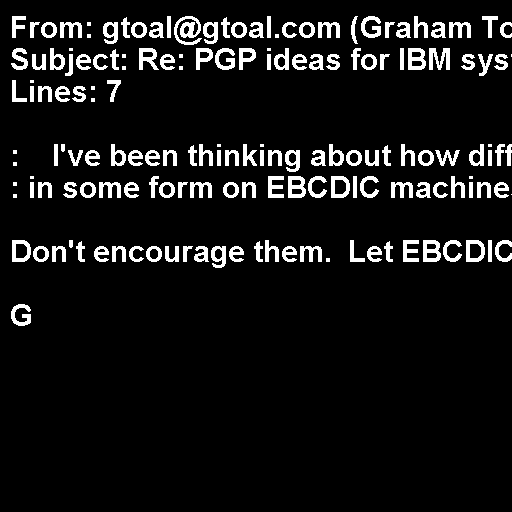 From: gtoal@gtoal.com (Graham To
Subject: Re: PGP ideas for IBM sys
Lines: 7
:    I've been thinking about how diff
: in some form on EBCDIC machine
Don't encourage them.  Let EBCDIC
G